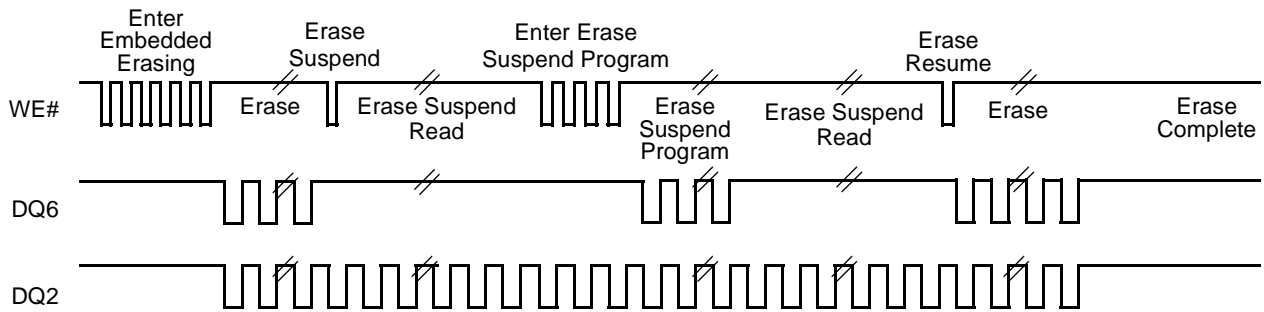 Enter
Embedded
Erasing
Erase
Suspend
Enter Erase
Suspend Program
Erase
Resume
WE#
Erase
Erase Suspend
Read
Erase
Suspend
Program
Erase Suspend
Read
Erase
Erase
Complete
DQ6
DQ2